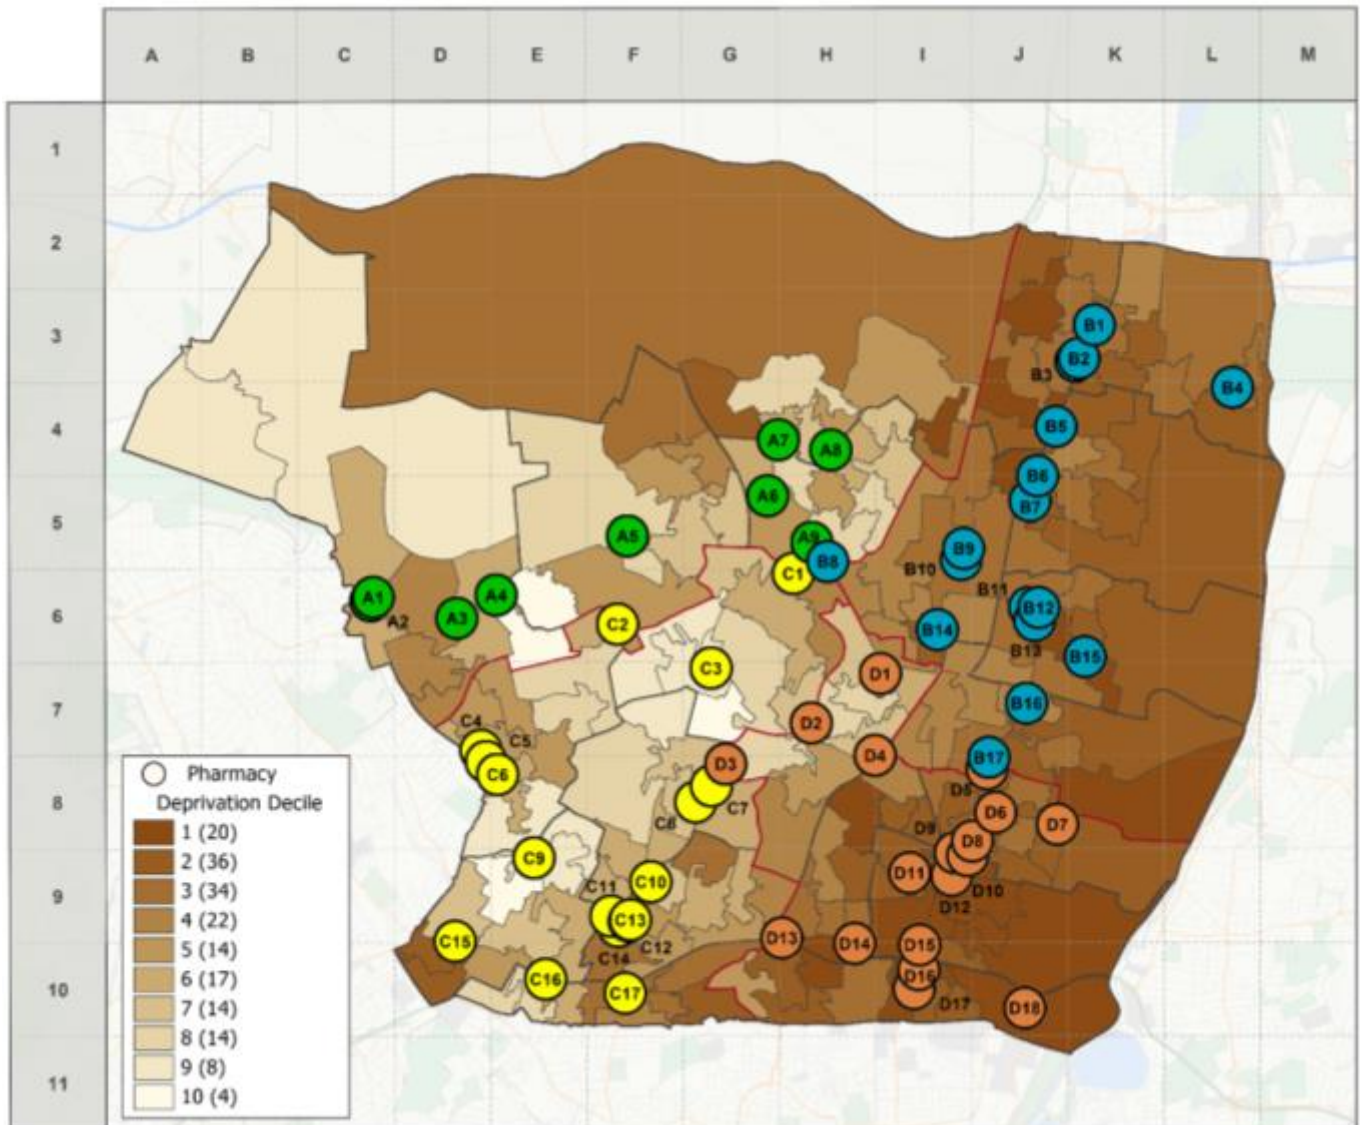 A B C D E F G H I J K L M
1
2
3
4
5
6
7
8
9
10
11
B1
B2
B3
B4
B5
A7
A8
B6
A6
B7
A5
A9
B9
B8
B10
C1
B11
A1
A4
B12
A2
A3
C2
B14
B13
B15
C3
D1
B16
D2
C4
C5
D4
B17
C6
D3
D5
C7
C8
D6
D7
D9
D8
C9
D11
C10
D10
C11
D12
C13
C15
C12
D13
D14
D15
C14
C16
D16
C17
D17
D18
Pharmacy
Deprivation Decile
1 (20)
2 (36)
3 (34)
4 (22)
5 (14)
6 (17)
7 (14)
8 (14)
9 (8)
10 (4)